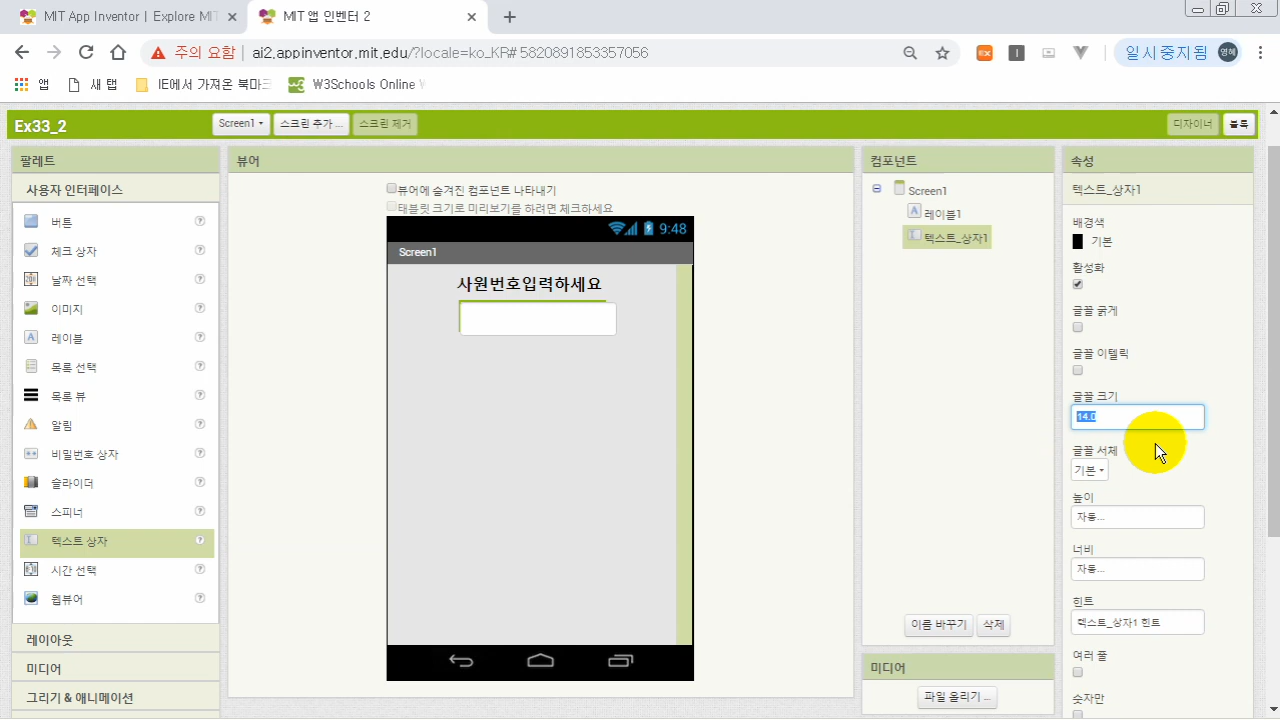 MIT App Inventor | Explore MIT
MIT 앱 인벤터 2
주의 요함
ai2.appinventor.mit.edu/?locale=ko_KR#5820891853357056
일시 중지됨
영혜
앱
새 탭
IE에서 가져온 북마크
W3Schools Online
Ex33_2
Screen1
스크린 추가 ...
스크린 제거
디자이너
블록
팔레트
사용자 인터페이스
버튼
체크 상자
날짜 선택
이미지
레이블
목록 선택
목록 뷰
알림
비밀번호 상자
슬라이더
스피너
텍스트 상자
시간 선택
웹뷰어
레이아웃
미디어
그리기 & 애니메이션
뷰어
뷰어에 숨겨진 컴포넌트 나타내기
태블릿 크기로 미리보기를 하려면 체크하세요
9:48
Screen1
사원번호입력하세요
컴포넌트
Screen1
레이블1
텍스트_상자1
이름 바꾸기
삭제
미디어
파일 올리기 ...
속성
텍스트_상자1
배경색
기본
활성화
글꼴 굵게
글꼴 이텔릭
글꼴 크기
14.0
글꼴 서체
기본
높이
자동...
너비
자동...
힌트
텍스트_상자1 힌트
여러 줄
숫자만